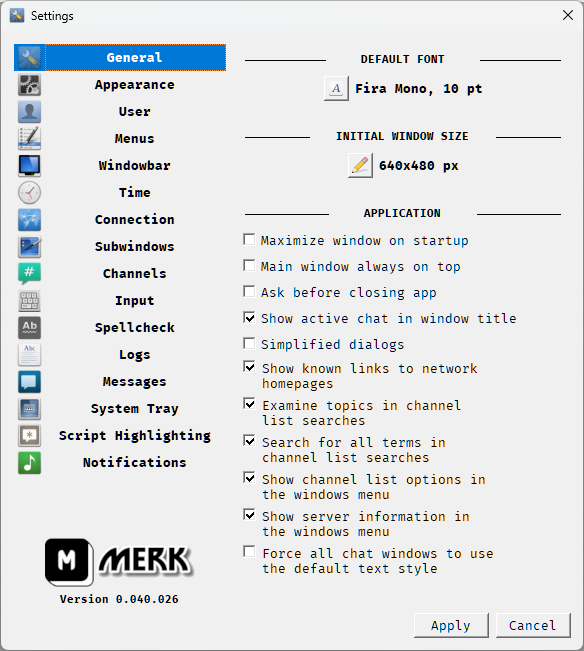 Settings
General
Appearance
User
Menus
Windowbar
Time
Connection
Subwindows
Channels
Input
Spellcheck
Logs
Messages
System Tray
Script Highlighting
Notifications
M MERK
Version 0.040.026
DEFAULT FONT
Fira Mono, 10 pt
INITIAL WINDOW SIZE
640x480 px
APPLICATION
Maximize window on startup
Main window always on top
Ask before closing app
Show active chat in window title
Simplified dialogs
Show known links to network
homepages
Examine topics in channel
list searches
Search for all terms in
channel list searches
Show channel list options in
the windows menu
Show server information in
the windows menu
Force all chat windows to use
the default text style
Apply
Cancel